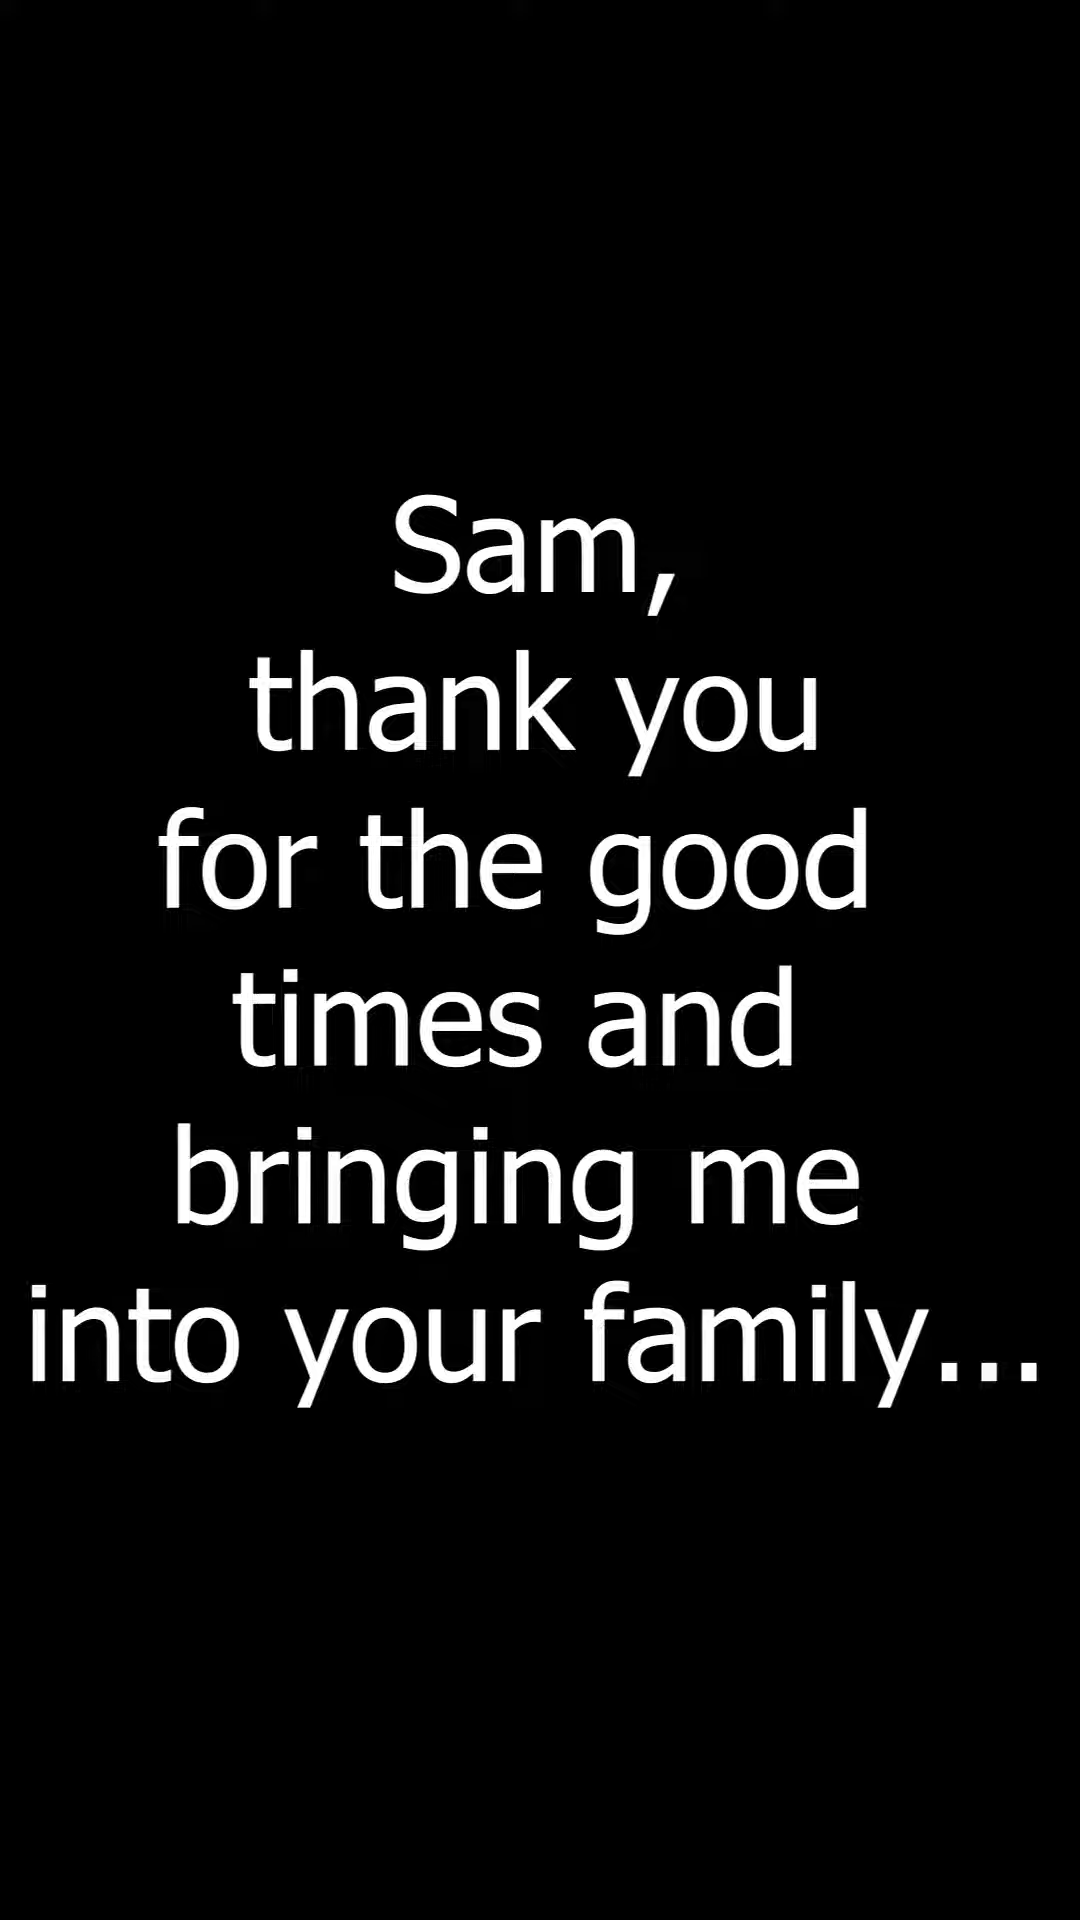 Sam,
thank you
for the good
times and
bringing me
into your family...